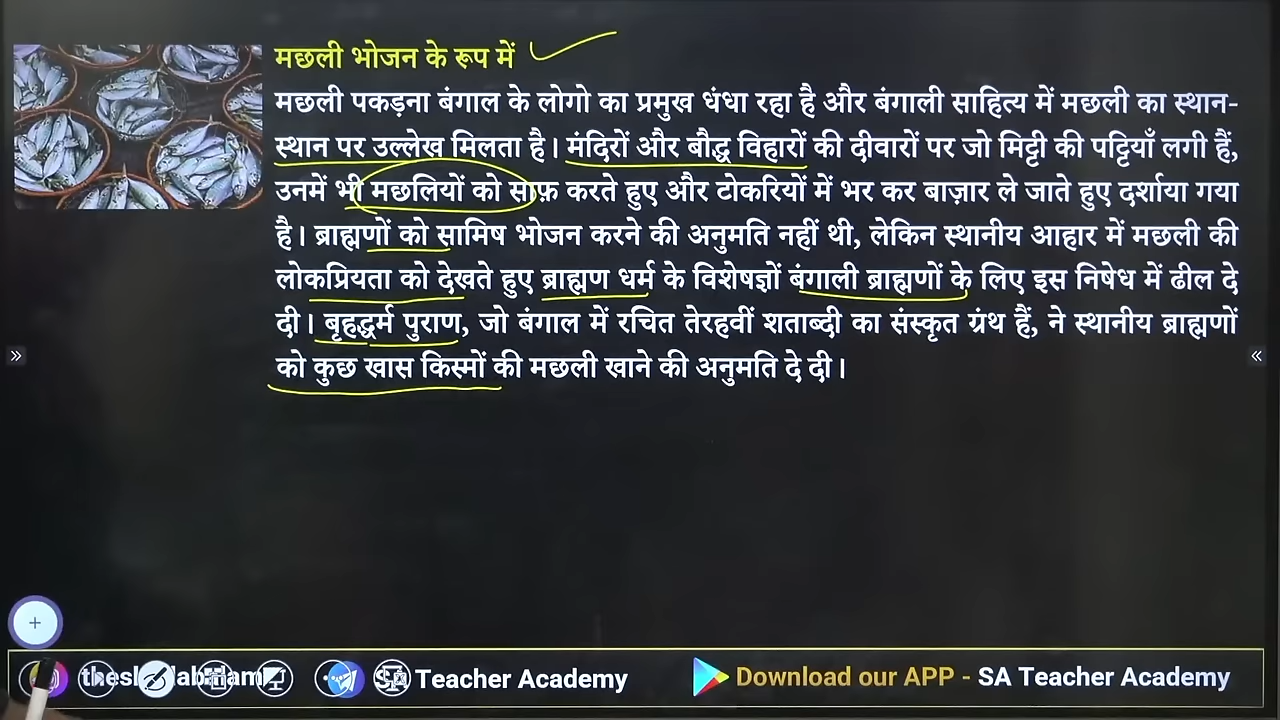 मछली भोजन के रूप में
मछली पकड़ना बंगाल के लोगो का प्रमुख धंधा रहा है और बंगाली साहित्य में मछली का स्थान-
स्थान पर उल्लेख मिलता है। मंदिरों और बौद्ध विहारों की दीवारों पर जो मिट्टी की पट्टियाँ लगी हैं,
उनमें भी मछलियों को साफ़ करते हुए और टोकरियों में भर कर बाज़ार ले जाते हुए दर्शाया गया
है। ब्राह्मणों को सामिष भोजन करने की अनुमति नहीं थी, लेकिन स्थानीय आहार में मछली की
लोकप्रियता को देखते हुए ब्राह्मण धर्म के विशेषज्ञों बंगाली ब्राह्मणों के लिए इस निषेध में ढील दे
दी। बृहद्धर्म पुराण, जो बंगाल में रचित तेरहवीं शताब्दी का संस्कृत ग्रंथ हैं, ने स्थानीय ब्राह्मणों
को कुछ खास किस्मों की मछली खाने की अनुमति दे दी।
Teacher Academy
Download our APP - SA Teacher Academy